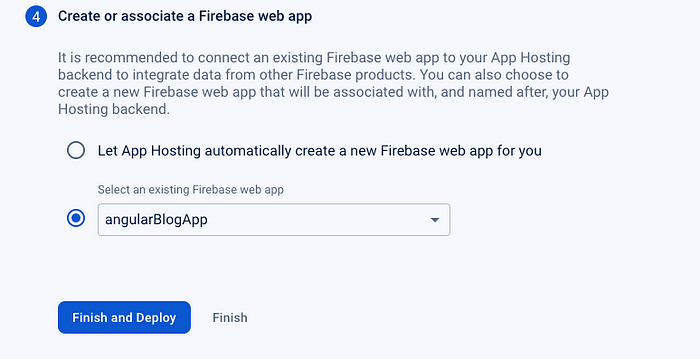 4 Create or associate a Firebase web app
It is recommended to connect an existing Firebase web app to your App Hosting
backend to integrate data from other Firebase products. You can also choose to
create a new Firebase web app that will be associated with, and named after, your App
Hosting backend.
Let App Hosting automatically create a new Firebase web app for you
Select an existing Firebase web app
angularBlogApp
Finish and Deploy Finish